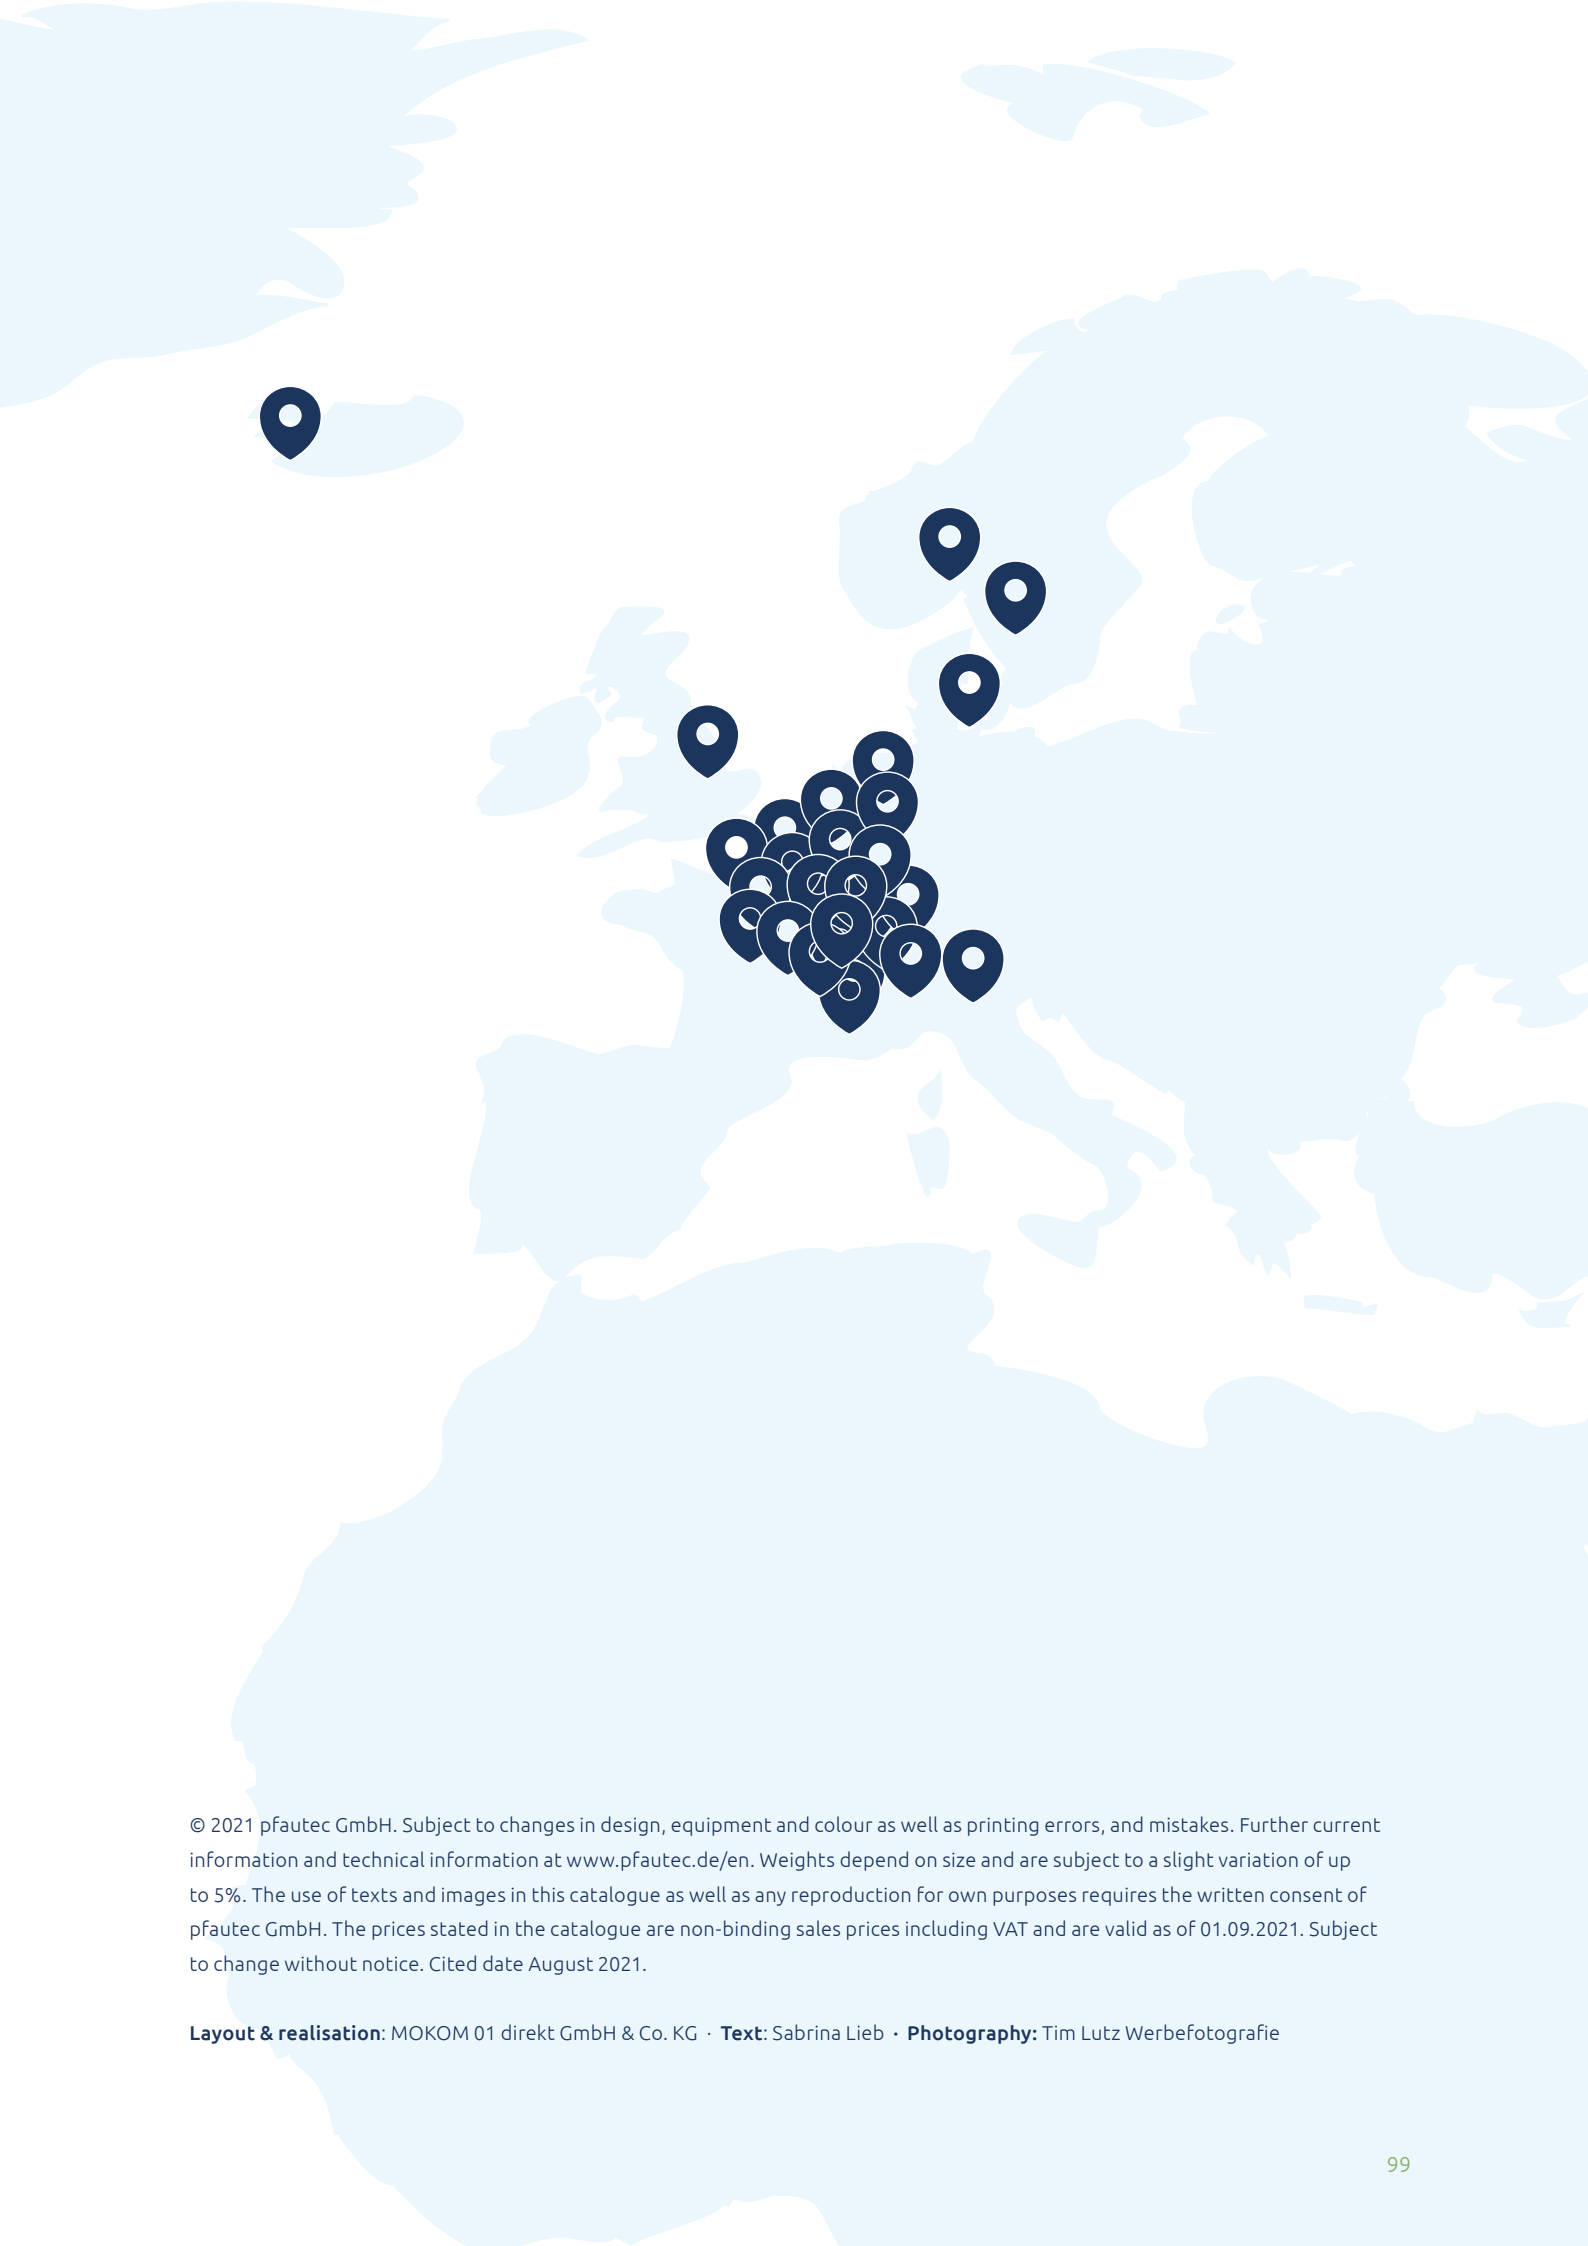 © 2021 pfautec GmbH. Subject to changes in design, equipment and colour as well as printing errors, and mistakes. Further current
information and technical information at www.pfautec.de/en. Weights depend on size and are subject to a slight variation of up
to 5%. The use of texts and images in this catalogue as well as any reproduction for own purposes requires the written consent of
pfautec GmbH. The prices stated in the catalogue are non-binding sales prices including VAT and are valid as of 01.09.2021. Subject
to change without notice. Cited date August 2021.
Layout & realisation: MOKOM 01 direkt GmbH & Co. KG · Text: Sabrina Lieb · Photography: Tim Lutz Werbefotografie
99